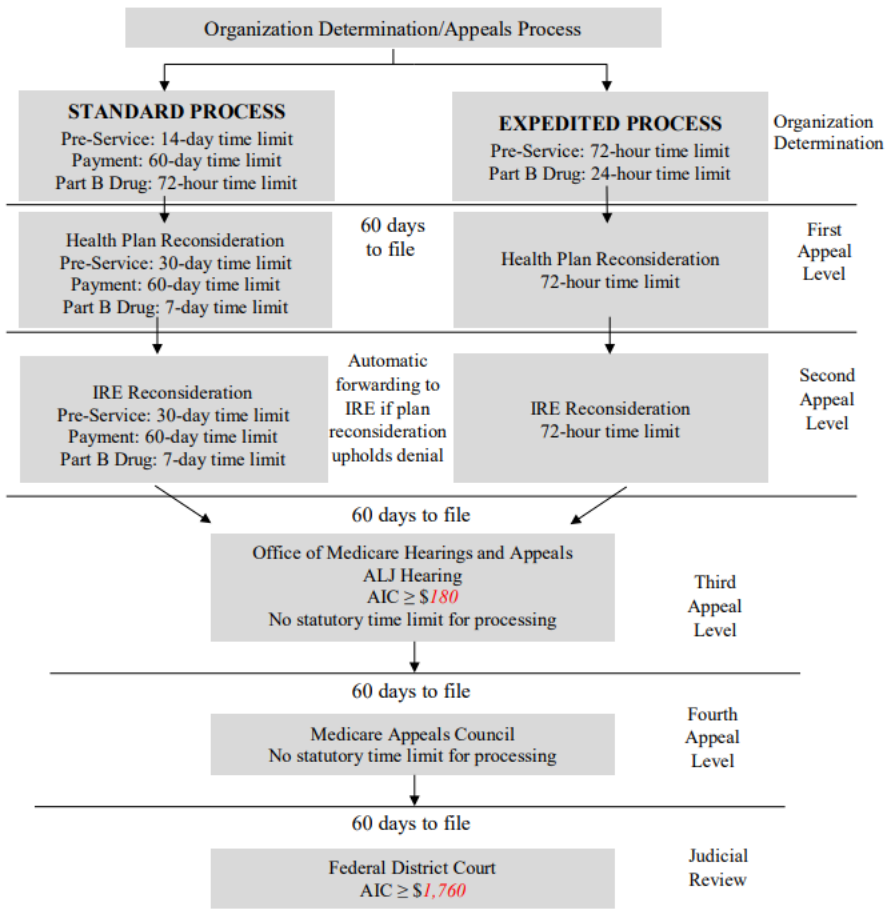 Organization Determination/Appeals Process
STANDARD PROCESS
Pre-Service: 14-day time limit
Payment: 60-day time limit
Part B Drug: 72-hour time limit
EXPEDITED PROCESS
Pre-Service: 72-hour time limit
Part B Drug: 24-hour time limit
Organization
Determination
Health Plan Reconsideration
Pre-Service: 30-day time limit
Payment: 60-day time limit
Part B Drug: 7-day time limit
60 days
to file
Health Plan Reconsideration
72-hour time limit
First
Appeal
Level
IRE Reconsideration
Pre-Service: 30-day time limit
Payment: 60-day time limit
Part B Drug: 7-day time limit
Automatic
forwarding to
IRE if plan
reconsideration
upholds denial
IRE Reconsideration
72-hour time limit
Second
Appeal
Level
60 days to file
Office of Medicare Hearings and Appeals
ALJ Hearing
AIC ≥ $180
No statutory time limit for processing
Third
Appeal
Level
60 days to file
Medicare Appeals Council
No statutory time limit for processing
Fourth
Appeal
Level
60 days to file
Federal District Court
AIC ≥ $1,760
Judicial
Review